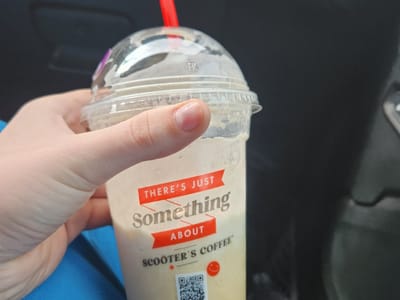 THERE'S JUST
Something
ABOUT
SCOOTER'S COFFEE